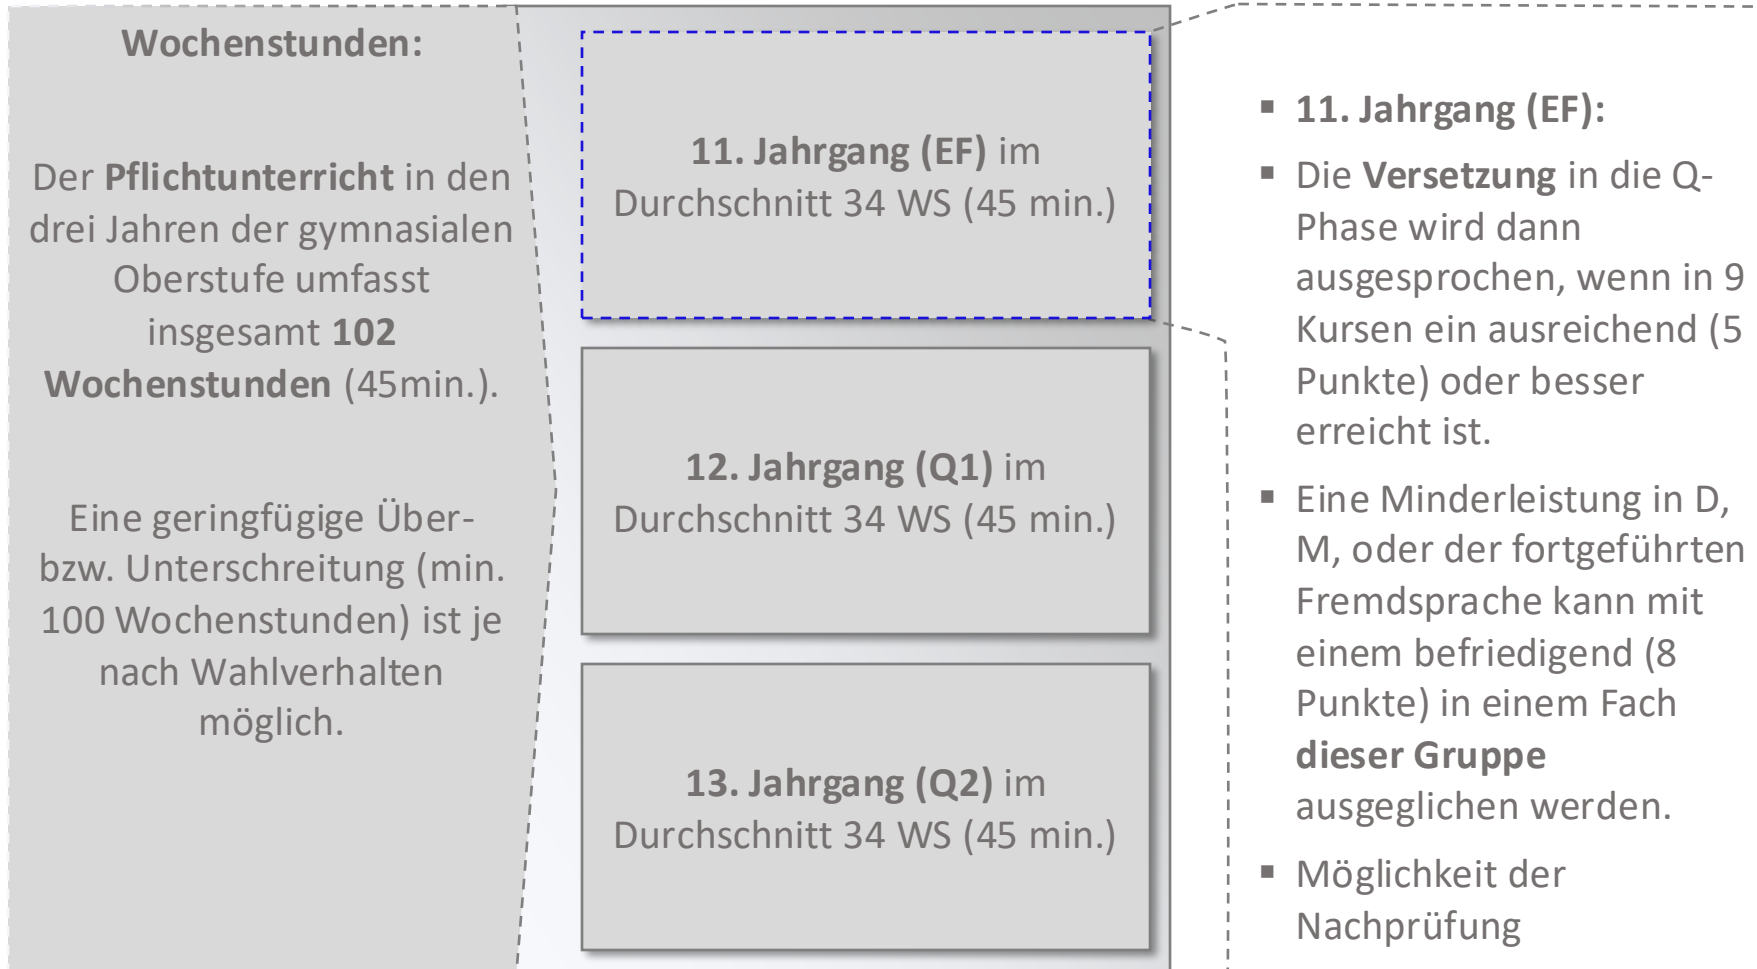 Wochenstunden:
Der Pflichtunterricht in den
drei Jahren der gymnasialen
Oberstufe umfasst
insgesamt 102
Wochenstunden (45min.).
Eine geringfügige Über-
bzw. Unterschreitung (min.
100 Wochenstunden) ist je
nach Wahlverhalten
möglich.
11. Jahrgang (EF) im
Durchschnitt 34 WS (45 min.)
12. Jahrgang (Q1) im
Durchschnitt 34 WS (45 min.)
13. Jahrgang (Q2) im
Durchschnitt 34 WS (45 min.)
▪ 11. Jahrgang (EF):
▪ Die Versetzung in die Q-
Phase wird dann
ausgesprochen, wenn in 9
Kursen ein ausreichend (5
Punkte) oder besser
erreicht ist.
▪ Eine Minderleistung in D,
M, oder der fortgeführten
Fremdsprache kann mit
einem befriedigend (8
Punkte) in einem Fach
dieser Gruppe
ausgeglichen werden.
▪ Möglichkeit der
Nachprüfung